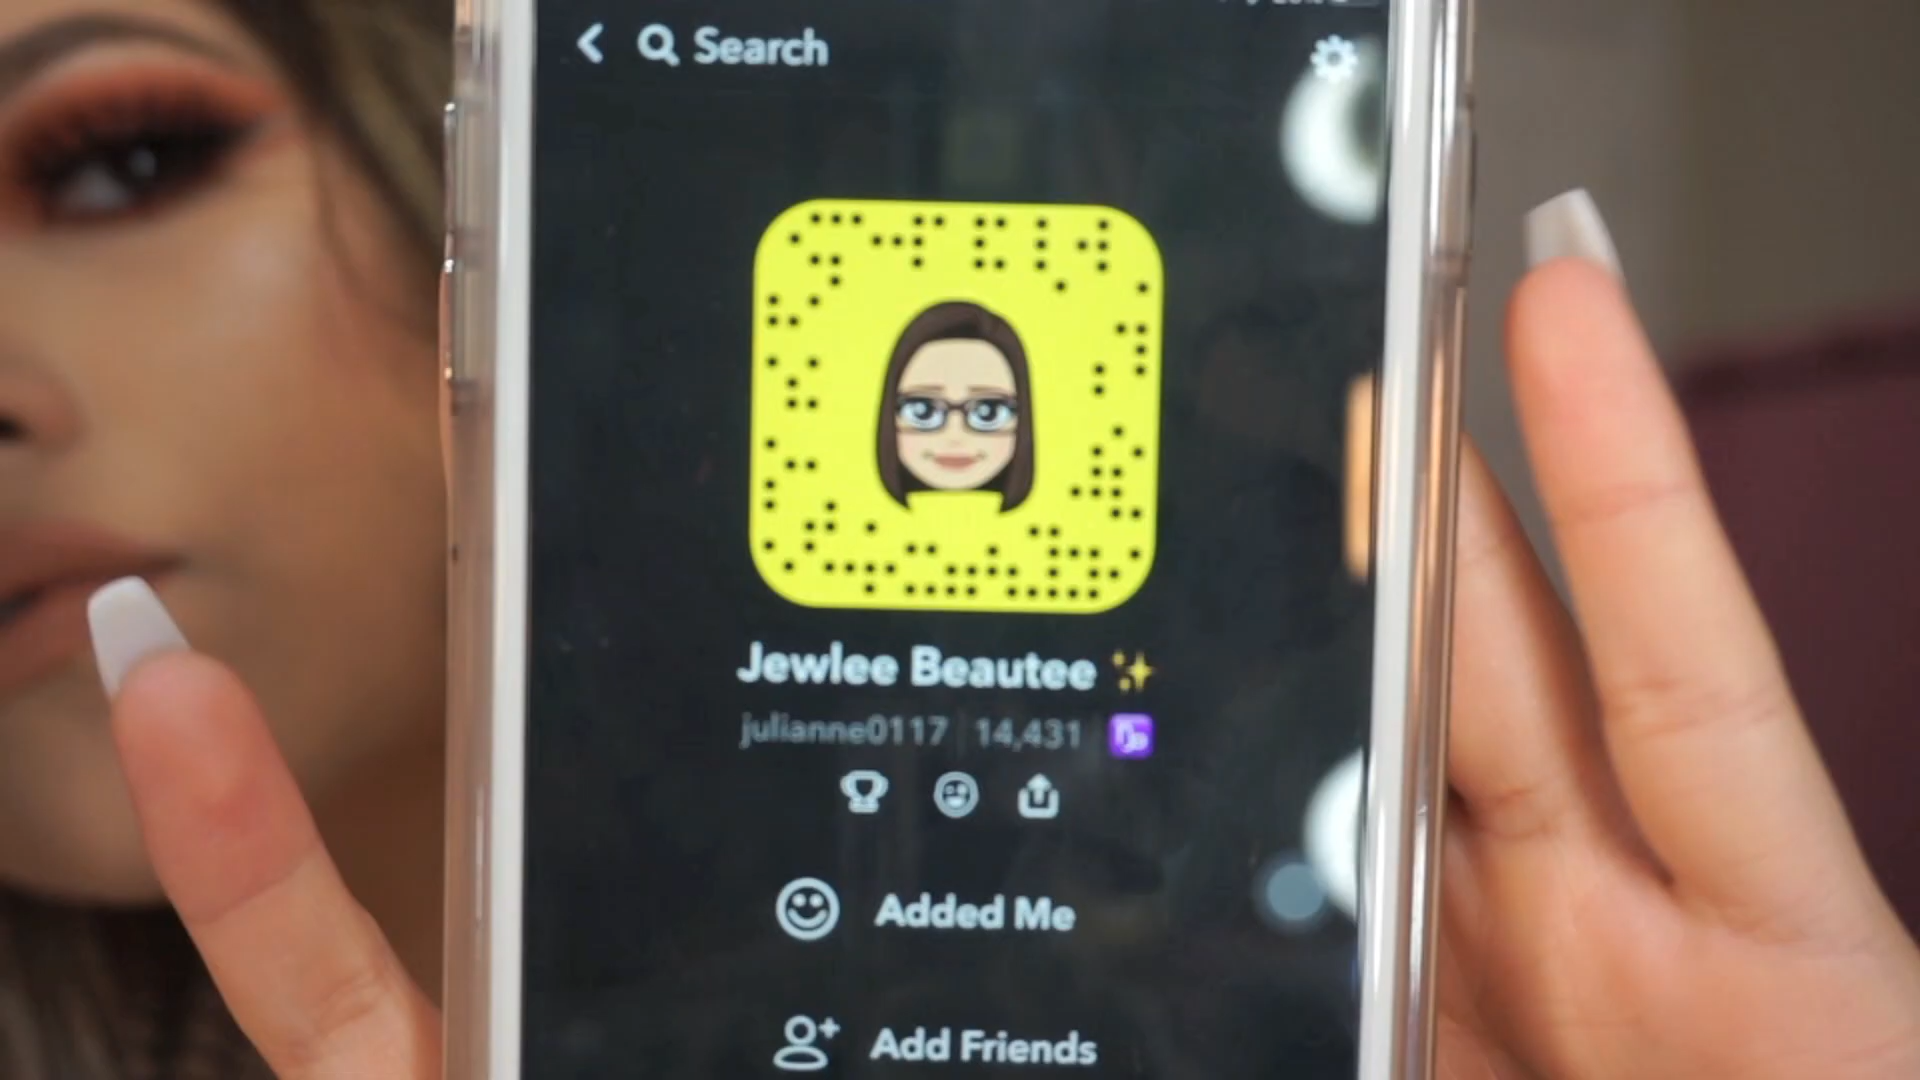 Search
Jewlee Beautee ✨
julianne0117 14,431 ♑
Added Me
Add Friends